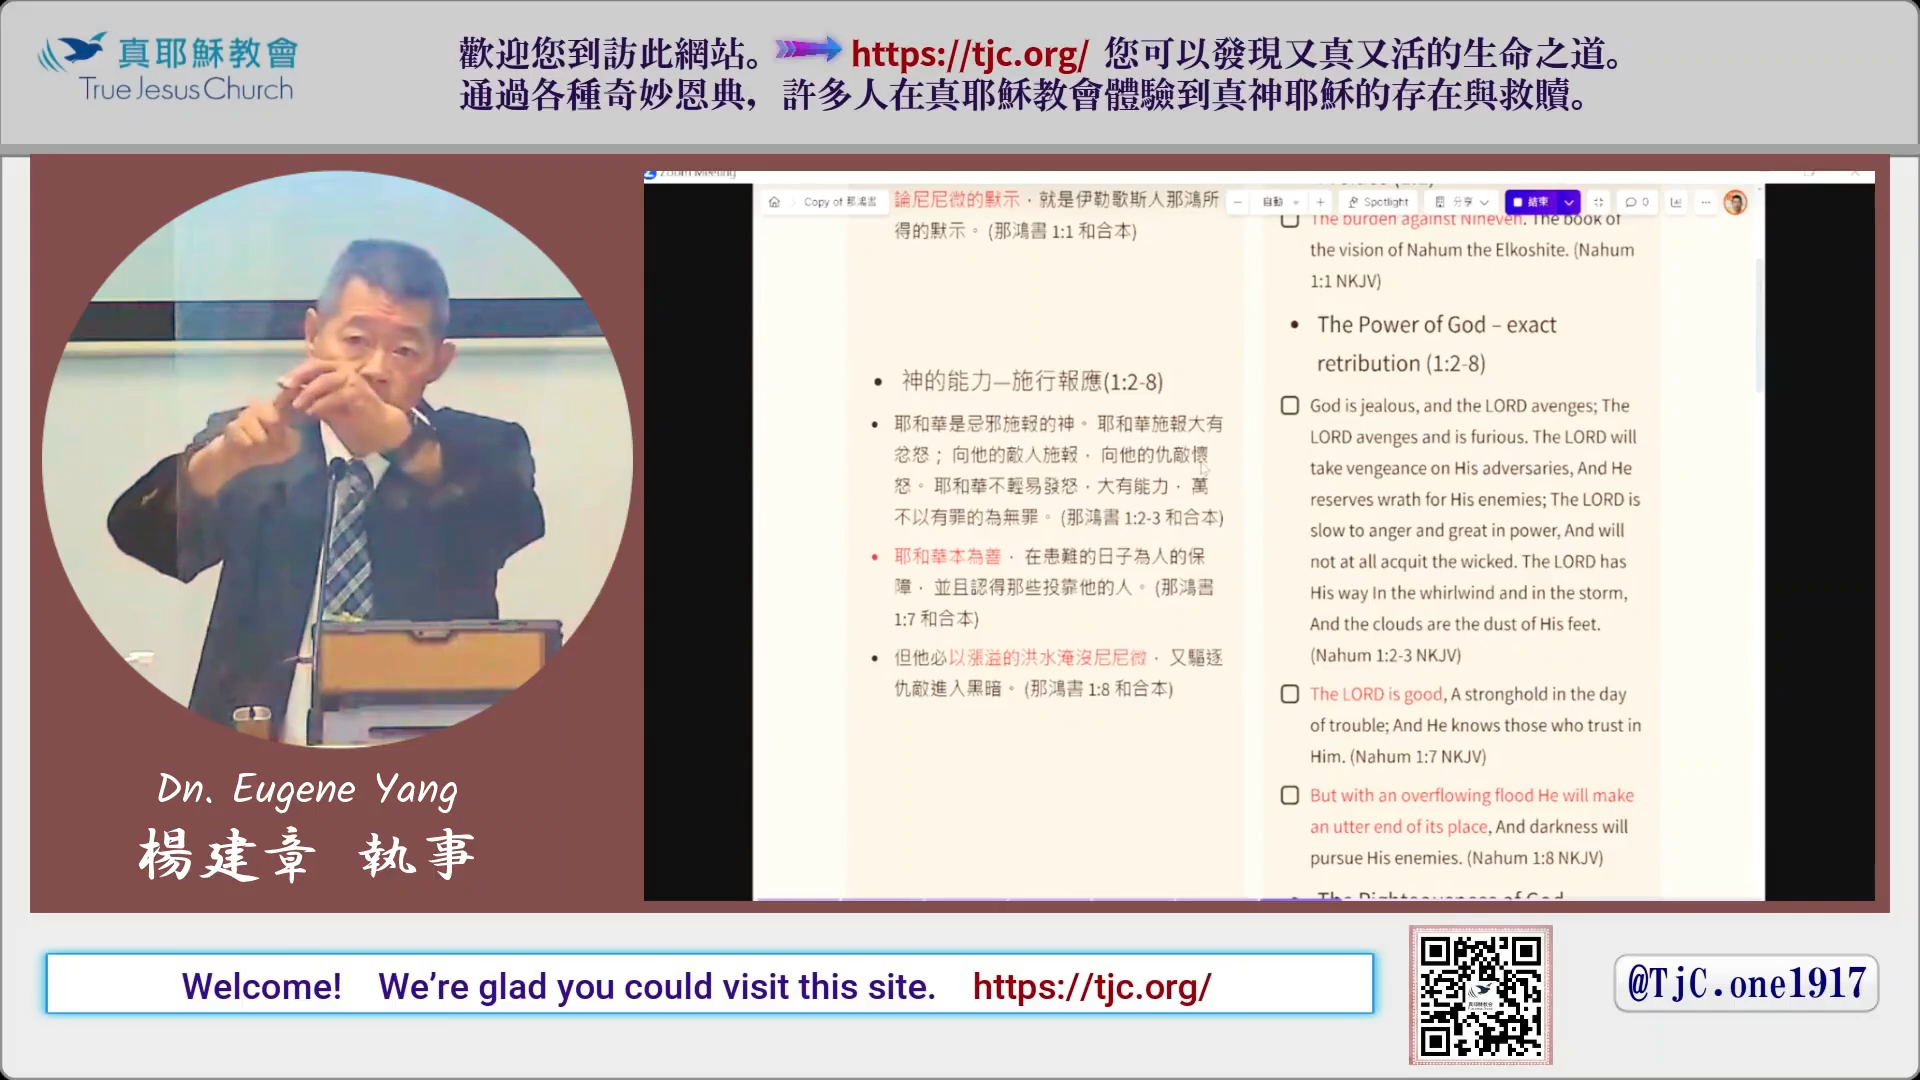 真耶穌教會
True Jesus Church
歡迎您到訪此網站。 https://tjc.org/ 您可以發現又真又活的生命之道。
通過各種奇妙恩典，許多人在真耶穌教會體驗到真神耶穌的存在與救贖。
Zoom Meeting
Copy of 那鴻書
自動
Spotlight
分享
結束
0
論尼尼微的默示，就是伊勒歌斯人那鴻所
得的默示。 (那鴻書 1:1 和合本)
神的能力—施行報應(1:2-8)
耶和華是忌邪施報的神。 耶和華施報大有
忿怒； 向他的敵人施報， 向他的仇敵懷
怒。 耶和華不輕易發怒，大有能力， 萬
不以有罪的為無罪。 (那鴻書 1:2-3 和合本)
耶和華本為善， 在患難的日子為人的保
障， 並且認得那些投靠他的人。 (那鴻書
1:7 和合本)
但他必以漲溢的洪水淹沒尼尼微， 又驅逐
仇敵進入黑暗。 (那鴻書 1:8 和合本)
The burden against Nineveh. The book of
the vision of Nahum the Elkoshite. (Nahum
1:1 NKJV)
The Power of God – exact
retribution (1:2-8)
God is jealous, and the LORD avenges; The
LORD avenges and is furious. The LORD will
take vengeance on His adversaries, And He
reserves wrath for His enemies; The LORD is
slow to anger and great in power, And will
not at all acquit the wicked. The LORD has
His way In the whirlwind and in the storm,
And the clouds are the dust of His feet.
(Nahum 1:2-3 NKJV)
The LORD is good, A stronghold in the day
of trouble; And He knows those who trust in
Him. (Nahum 1:7 NKJV)
But with an overflowing flood He will make
an utter end of its place, And darkness will
pursue His enemies. (Nahum 1:8 NKJV)
The Righteousness of God
Dn. Eugene Yang
楊建章 執事
Welcome! We're glad you could visit this site. https://tjc.org/
@TjC.one1917